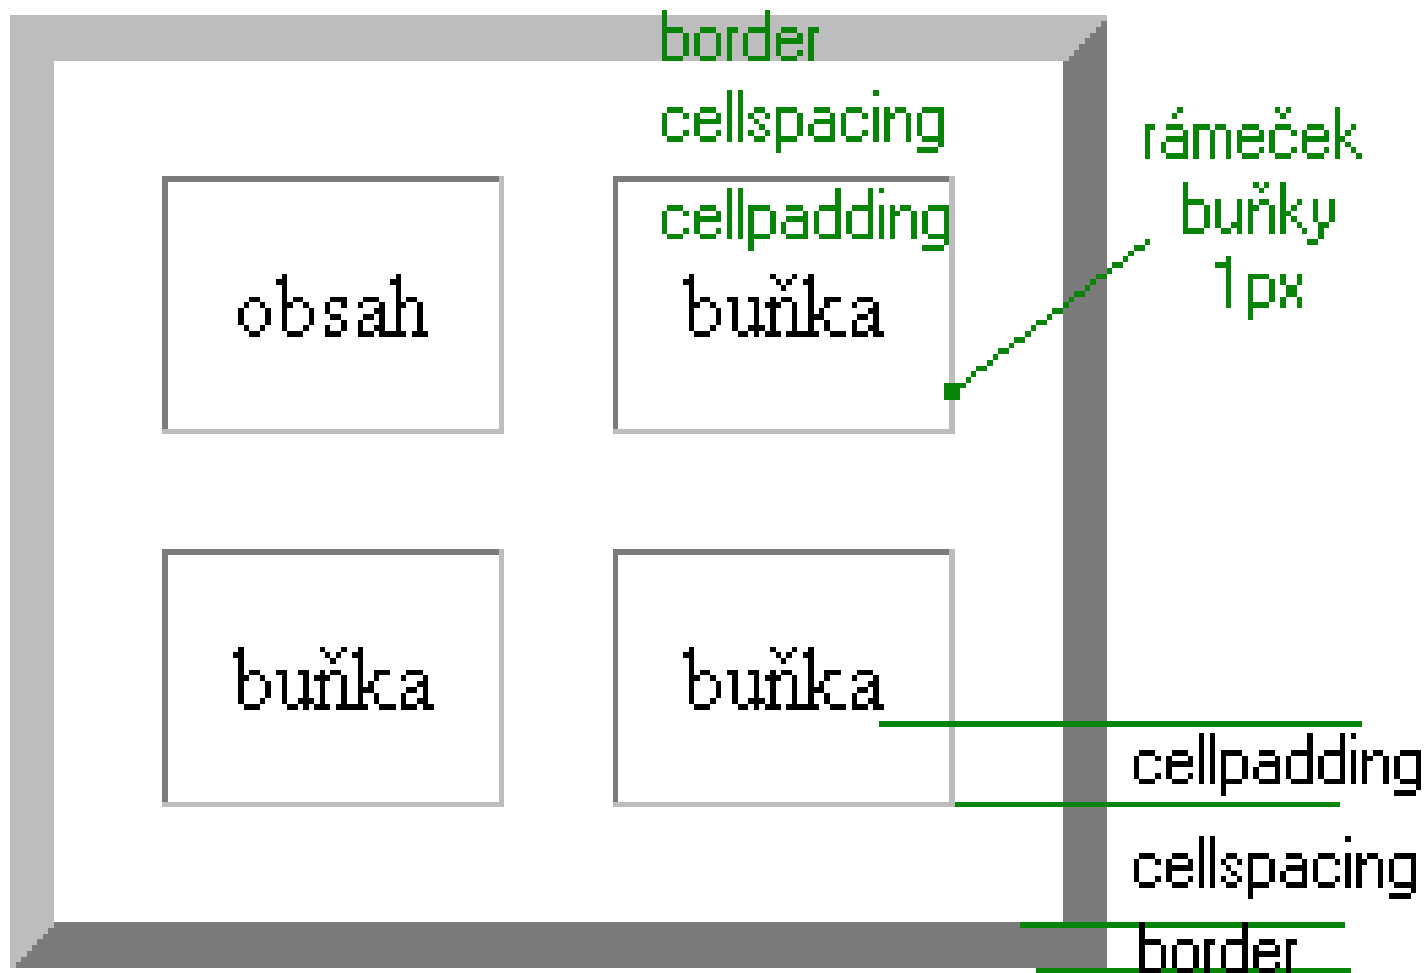 border
cellspacing
cellpadding
rámeček
buňky
1px
obsah
buňka
buňka
buňka
cellpadding
cellspacing
border